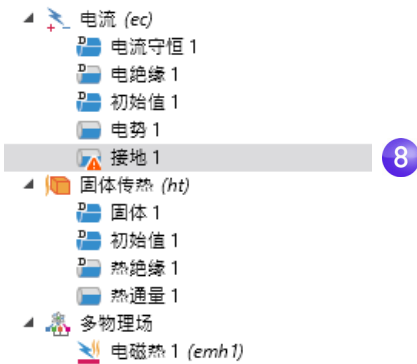 电流 (ec)
电流守恒 1
电绝缘 1
初始值 1
电势 1
接地 1
8
固体传热 (ht)
固体 1
初始值 1
热绝缘 1
热通量 1
多物理场
电磁热 1 (emh1)